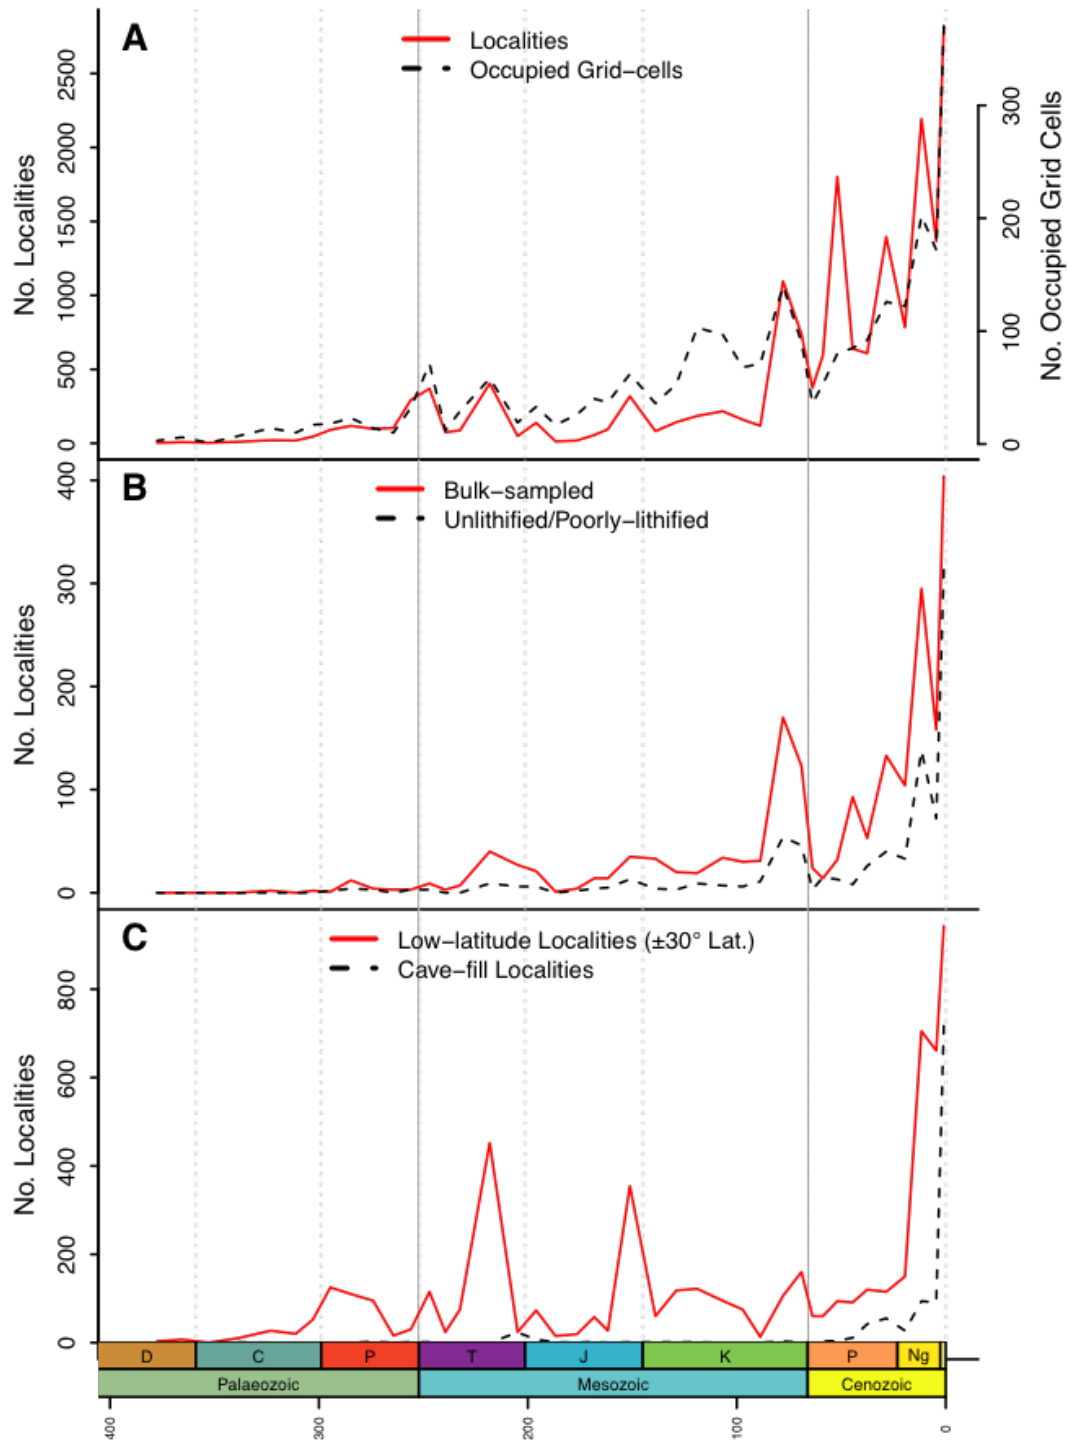 A
Localities
Occupied Grid−cells
No. Localities
0
500
1000
1500
2000
2500
No. Occupied Grid Cells
0
100
200
300
B
Bulk−sampled
Unlithified/Poorly−lithified
No. Localities
0
100
200
300
400
C
Low−latitude Localities (±30° Lat.)
Cave−fill Localities
No. Localities
0
200
400
600
800
D C P T J K P Ng
Palaeozoic Mesozoic Cenozoic
400 300 200 100 0